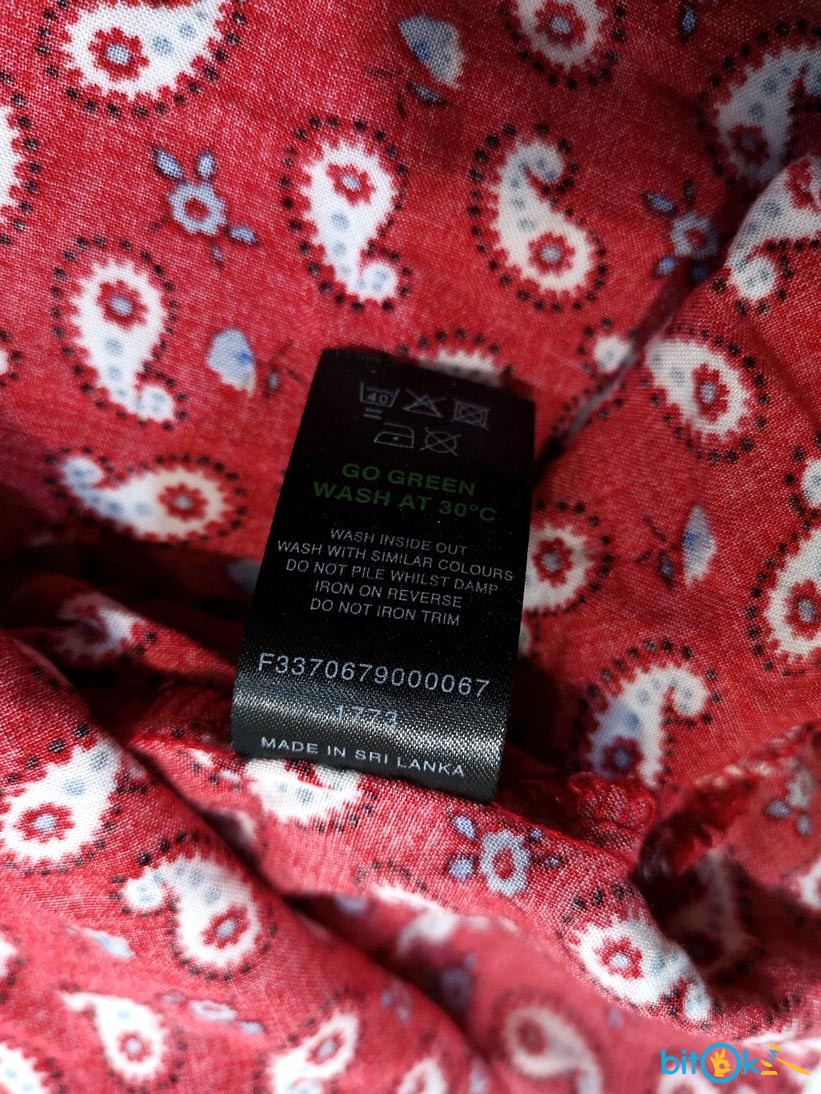 40
GO GREEN
WASH AT 30°C
WASH INSIDE OUT
WASH WITH SIMILAR COLOURS
DO NOT PILE WHILST DAMP
IRON ON REVERSE
DO NOT IRON TRIM
F3370679000067
1773
MADE IN SRI LANKA
bitOk